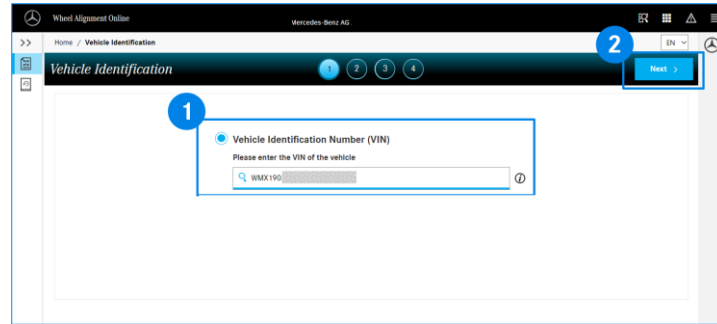 Wheel Alignment Online
Mercedes-Benz AG
>>
Home / Vehicle Identification
2
EN
Vehicle Identification
1 2 3 4
Next >
1
Vehicle Identification Number (VIN)
Please enter the VIN of the vehicle
WMX190
i